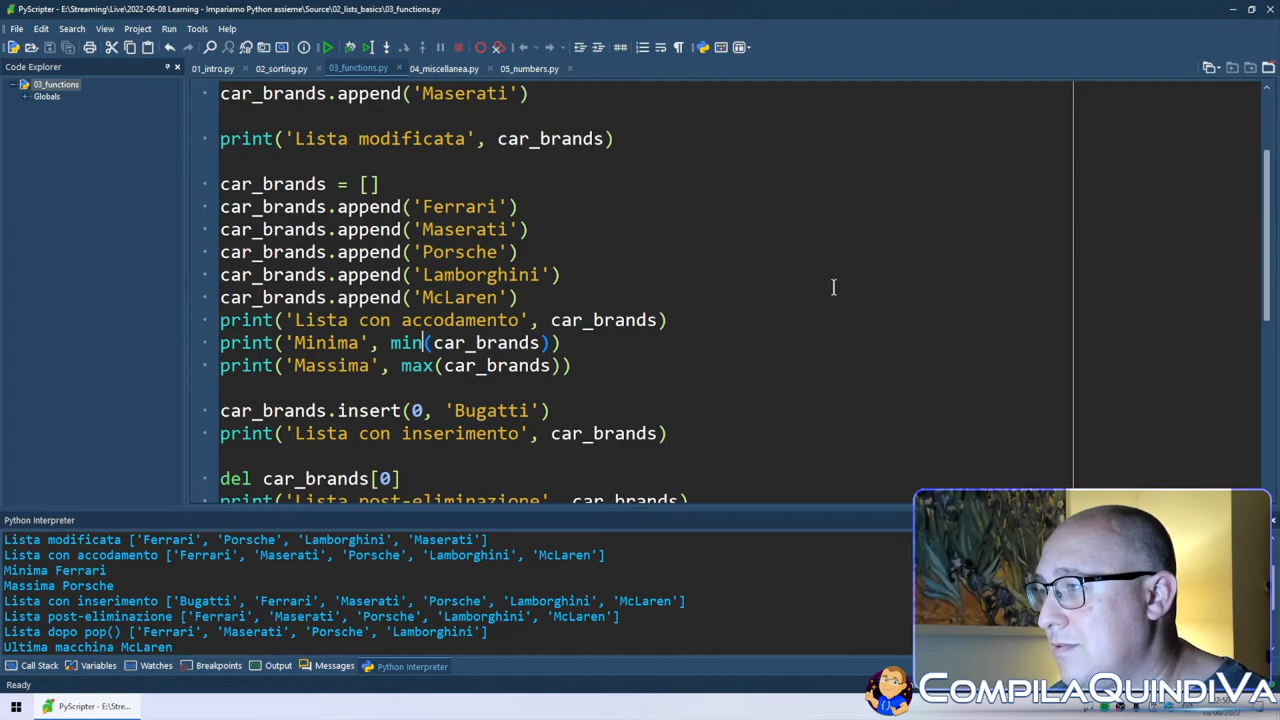 PyScripter - E:\Streaming\Live\2022-06-08 Learning - Impariamo Python assieme\Source\02_lists_basics\03_functions.py
File Edit Search View Project Run Tools Help
Code Explorer
01_intro.py 02_sorting.py 03_functions.py 04_miscellanea.py 05_numbers.py
03_functions
Globals
car_brands.append('Maserati')
print('Lista modificata', car_brands)
car_brands = []
car_brands.append('Ferrari')
car_brands.append('Maserati')
car_brands.append('Porsche')
car_brands.append('Lamborghini')
car_brands.append('McLaren')
print('Lista con accodamento', car_brands)
print('Minima', min(car_brands))
print('Massima', max(car_brands))
car_brands.insert(0, 'Bugatti')
print('Lista con inserimento', car_brands)
del car_brands[0]
print('Lista post-eliminazione', car_brands)
Python Interpreter
Lista modificata ['Ferrari', 'Porsche', 'Lamborghini', 'Maserati']
Lista con accodamento ['Ferrari', 'Maserati', 'Porsche', 'Lamborghini', 'McLaren']
Minima Ferrari
Massima Porsche
Lista con inserimento ['Bugatti', 'Ferrari', 'Maserati', 'Porsche', 'Lamborghini', 'McLaren']
Lista post-eliminazione ['Ferrari', 'Maserati', 'Porsche', 'Lamborghini', 'McLaren']
Lista dopo pop() ['Ferrari', 'Maserati', 'Porsche', 'Lamborghini']
Ultima macchina McLaren
Call Stack Variables Watches Breakpoints Output Messages Python Interpreter
Ready
PyScripter - E:\Stre...
COMPILAQUINDIVA